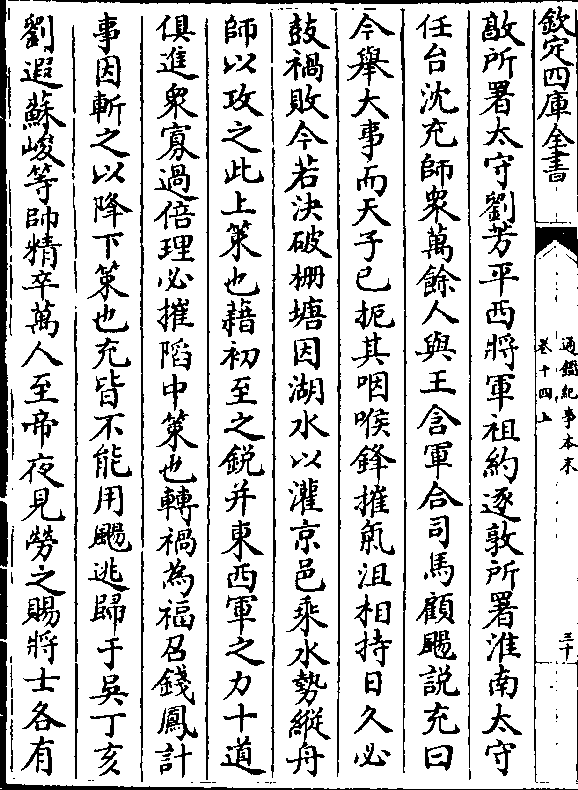 欽定四庫全書
通鑑紀事本末
卷十四上
三十
敵所署太守劉芳平西將軍祖約逐敦所署淮南太守
任台沈充師衆萬餘人與王含軍合司馬顧颺説充曰
今舉大事而天子已扼其咽喉鋒摧氣沮相持日久必
致禍敗今若決破柵塘因湖水以灌京邑乘水勢縱舟
師以攻之此上策也藉初至之鋭并東西軍之力十道
俱進衆寡過倍理必摧陷中策也轉禍為福召錢鳳計
事因斬之以降下策也充皆不能用颺逃歸于吳丁亥
劉遐蘇峻等帥精卒萬人至帝夜見勞之賜將士各有